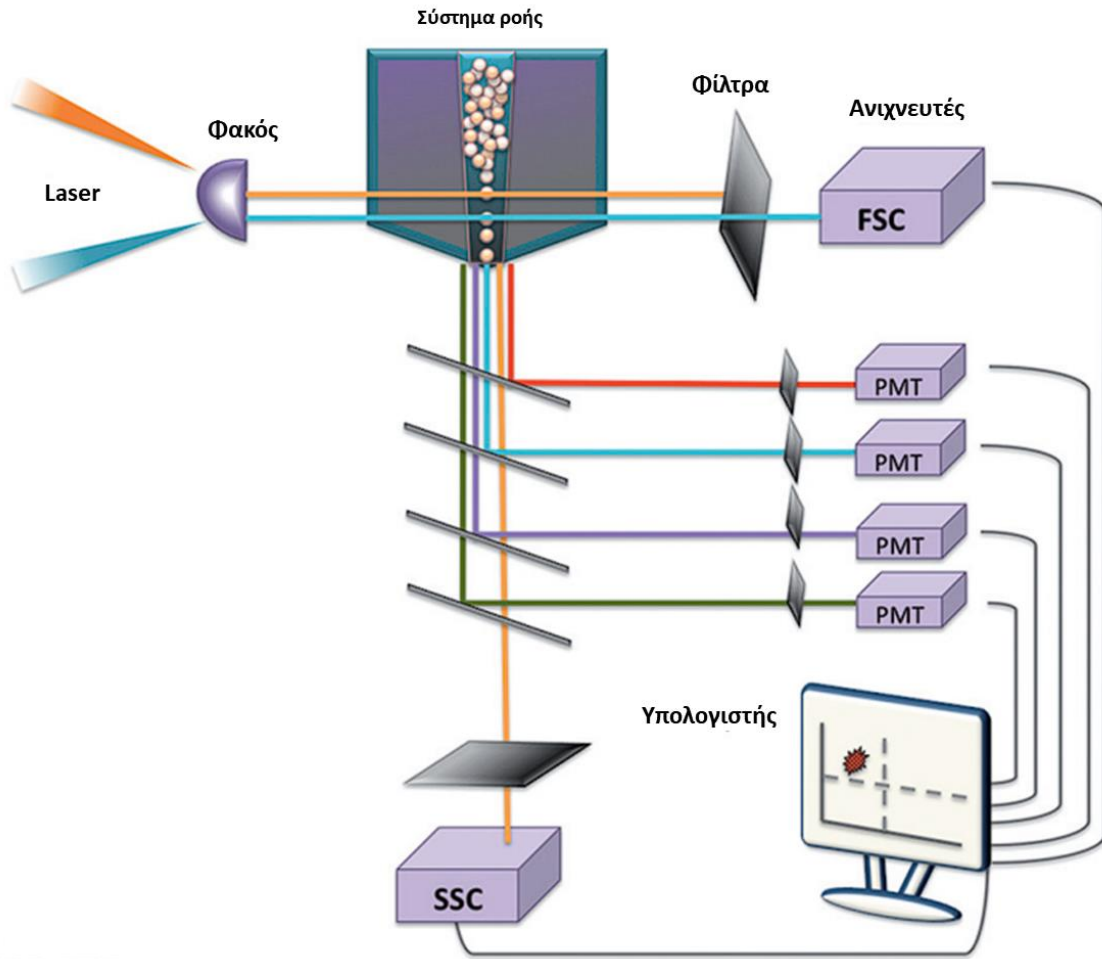 Σύστημα ροής
Φίλτρα
Ανιχνευτές
Φακός
Laser
FSC
PMT
PMT
PMT
PMT
Υπολογιστής
SSC